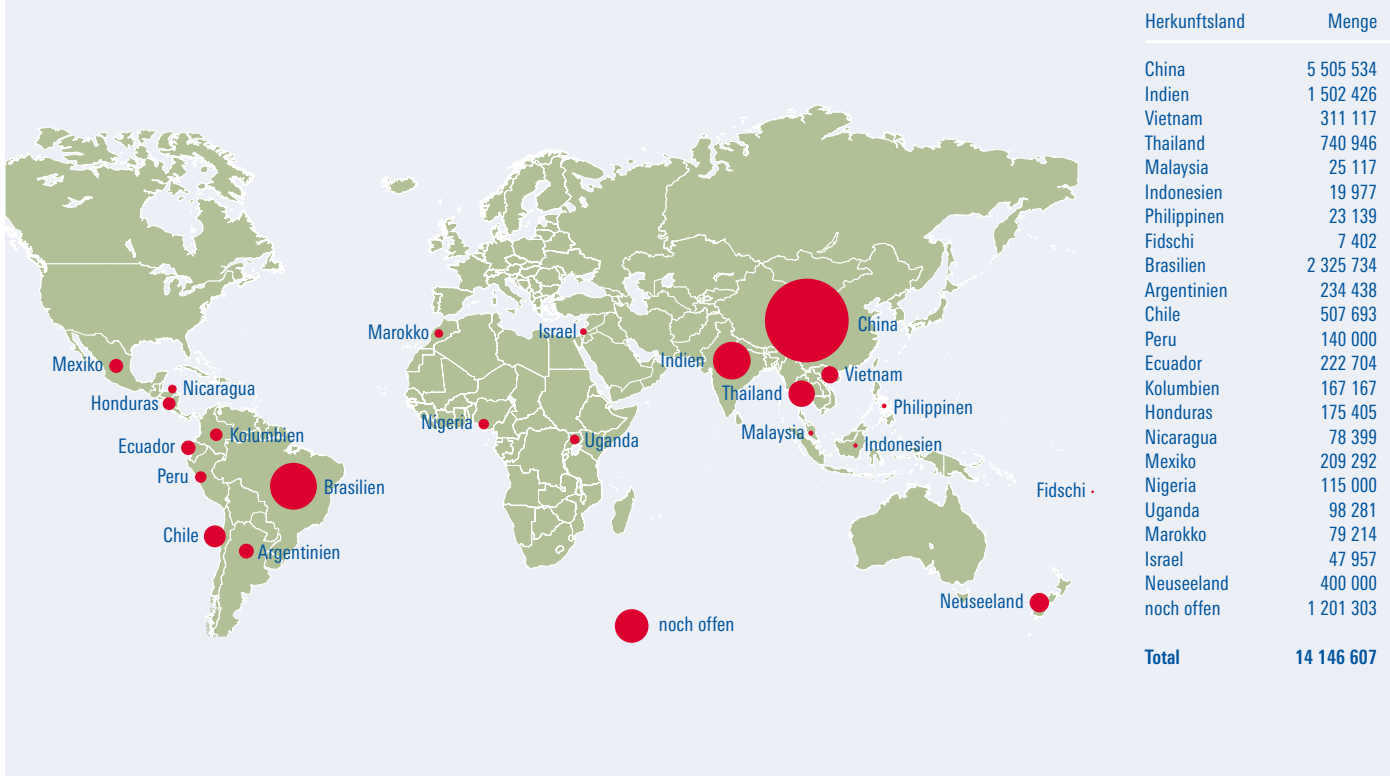 Herkunftsland Menge
China 5 505 534
Indien 1 502 426
Vietnam 311 117
Thailand 740 946
Malaysia 25 117
Indonesien 19 977
Philippinen 23 139
Fidschi 7 402
Brasilien 2 325 734
Argentinien 234 438
Chile 507 693
Peru 140 000
Ecuador 222 704
Kolumbien 167 167
Honduras 175 405
Nicaragua 78 399
Mexiko 209 292
Nigeria 115 000
Uganda 98 281
Marokko 79 214
Israel 47 957
Neuseeland 400 000
noch offen 1 201 303
Total 14 146 607
China
Marokko
Israel
Indien
Mexiko
Vietnam
Nicaragua
Thailand
Honduras
Philippinen
Nigeria
Malaysia
Kolumbien
Uganda
Indonesien
Ecuador
Peru
Brasilien
Fidschi
Chile
Argentinien
Neuseeland
noch offen